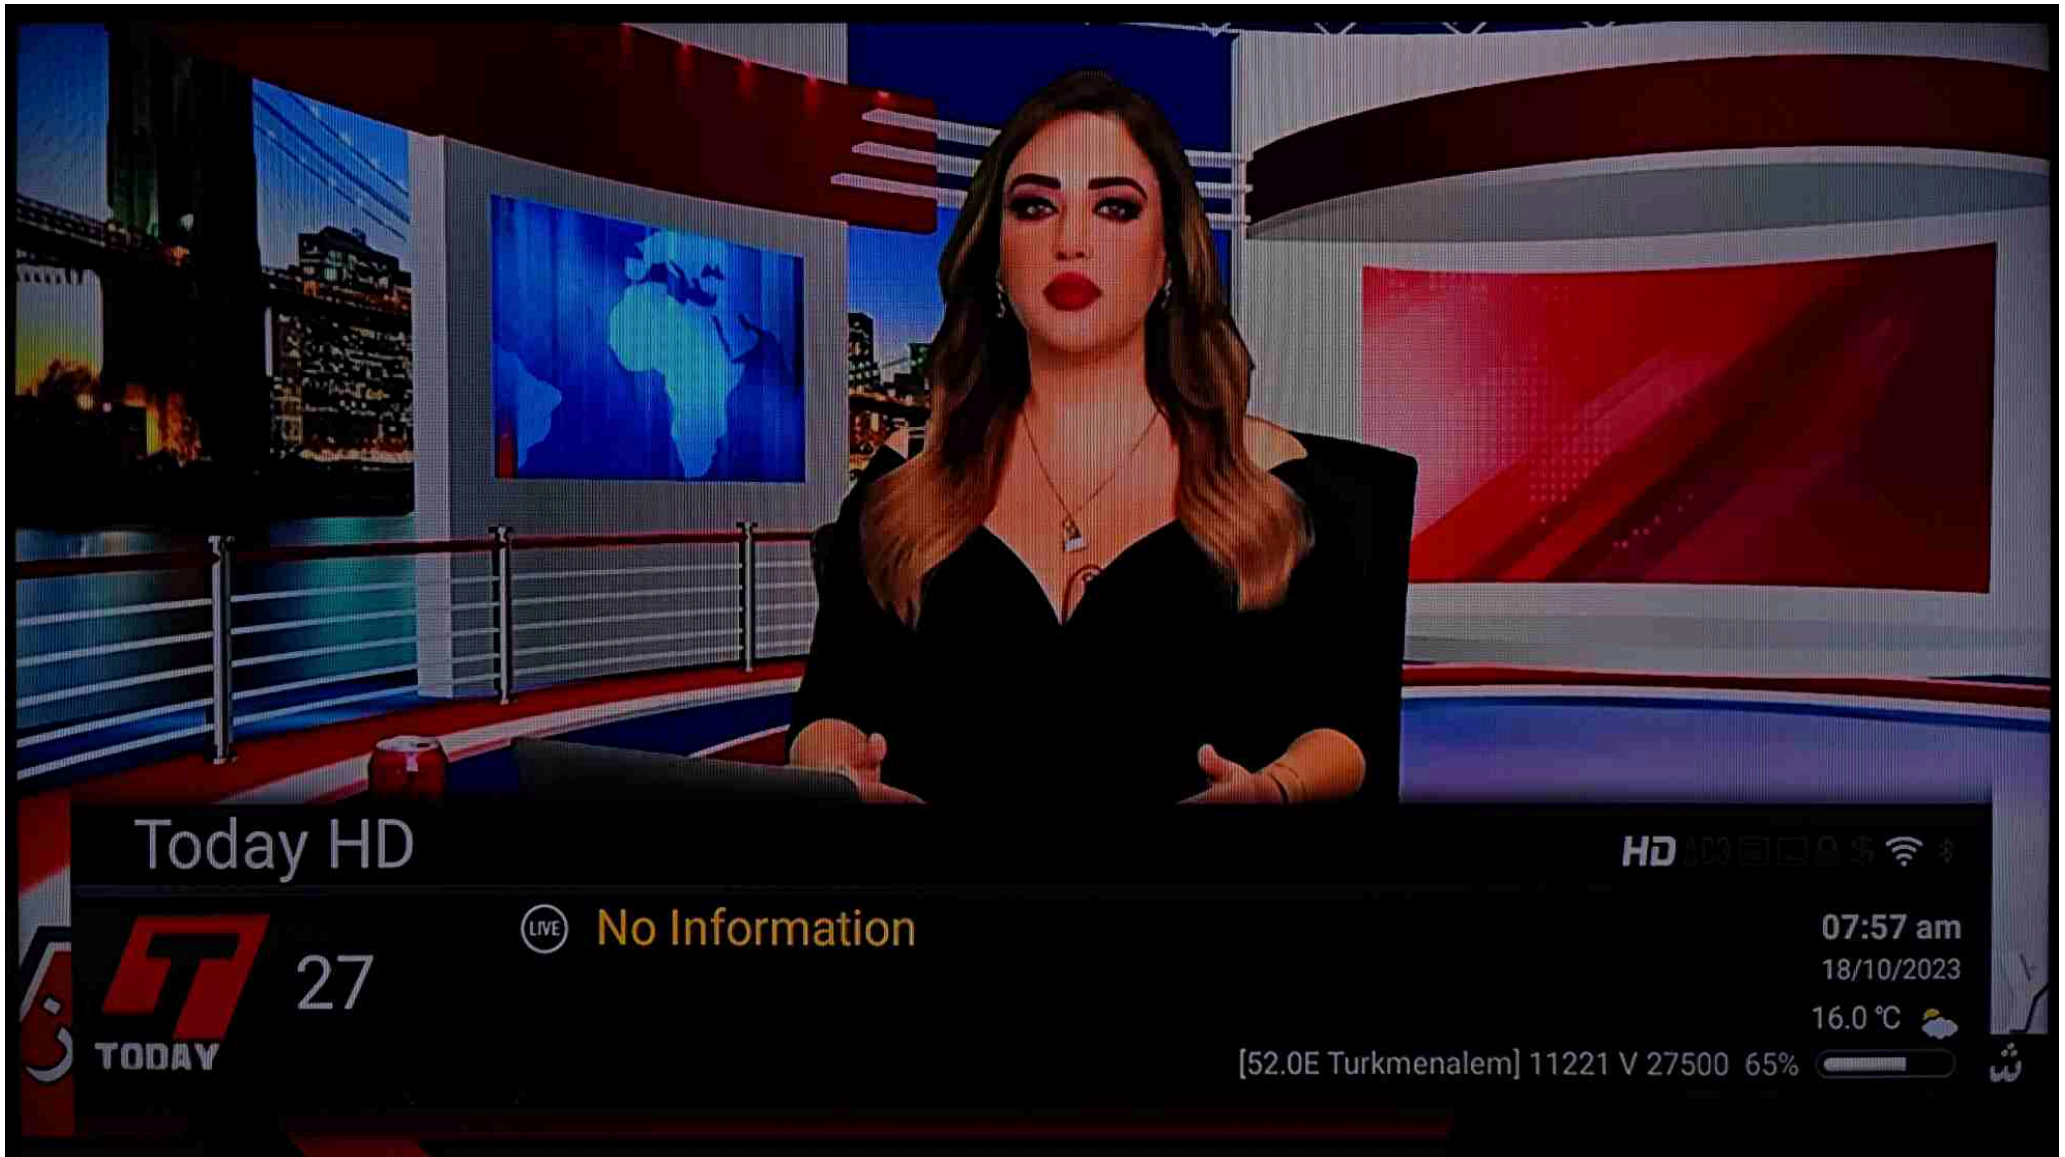 Today HD
HD
TODAY
27
LIVE No Information
07:57 am
18/10/2023
16.0 °C
[52.0E Turkmenalem] 11221 V 27500 65%